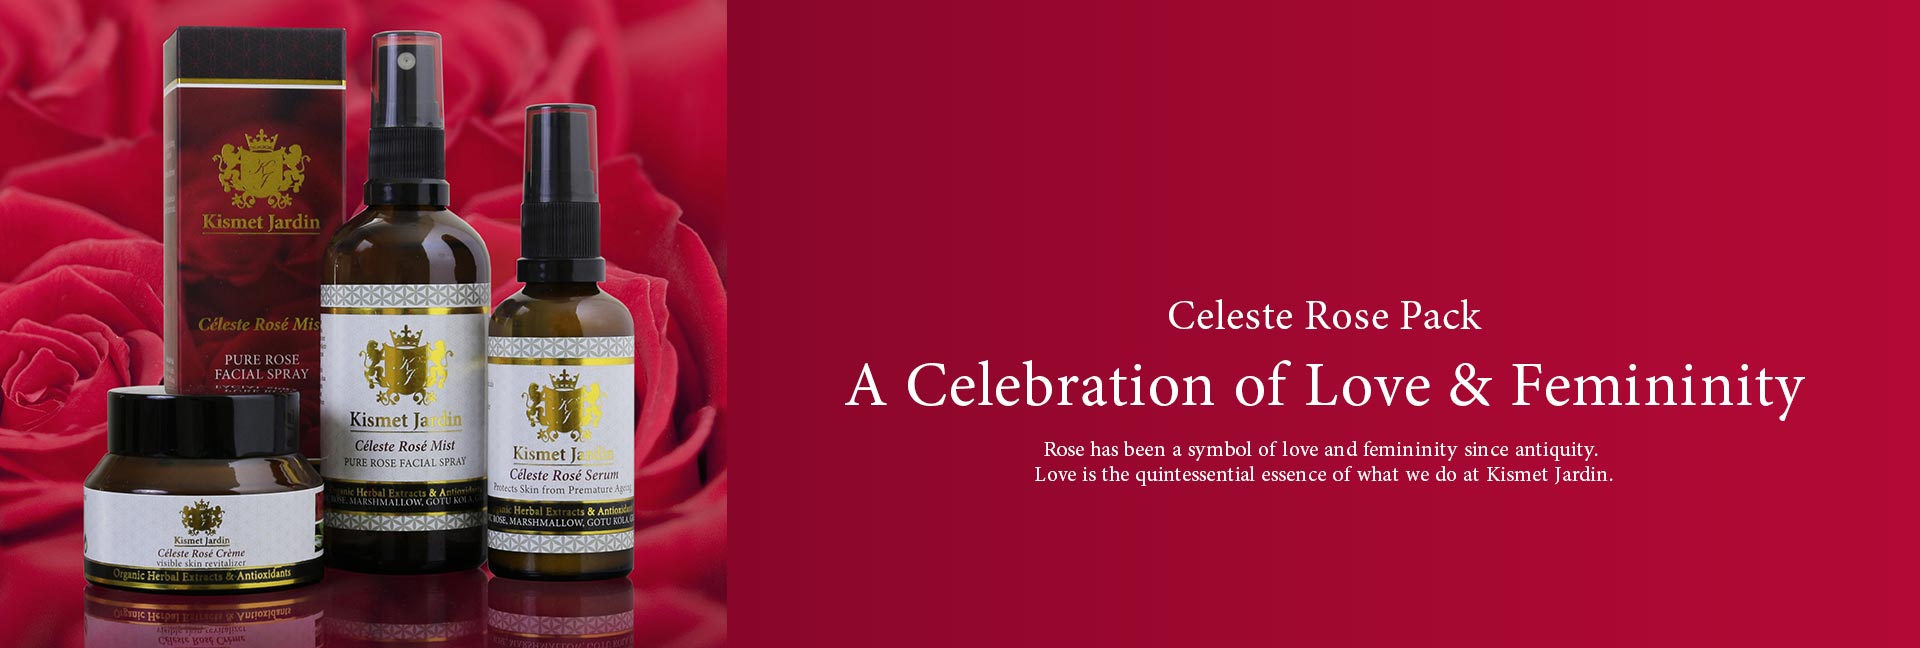 Kismet Jardin
Céleste Rosé Mis
PURE ROSE
FACIAL SPRAY
Kismet Jardin
Céleste Rosé Mist
PURE ROSE FACIAL SPRAY
Organic Herbal Extracts & Antioxidants
ROSE, MARSHMALLOW, GOTU KOLA,
Kismet Jardin
Céleste Rosé Serum
Protects Skin from Premature Ageing
Organic Herbal Extracts & Antioxidants
ROSE, MARSHMALLOW, GOTU KOLA,
Kismet Jardin
Céleste Rosé Crème
visible skin revitalizer
Organic Herbal Extracts & Antioxidants
Celeste Rose Pack
A Celebration of Love & Femininity
Rose has been a symbol of love and femininity since antiquity.
Love is the quintessential essence of what we do at Kismet Jardin.